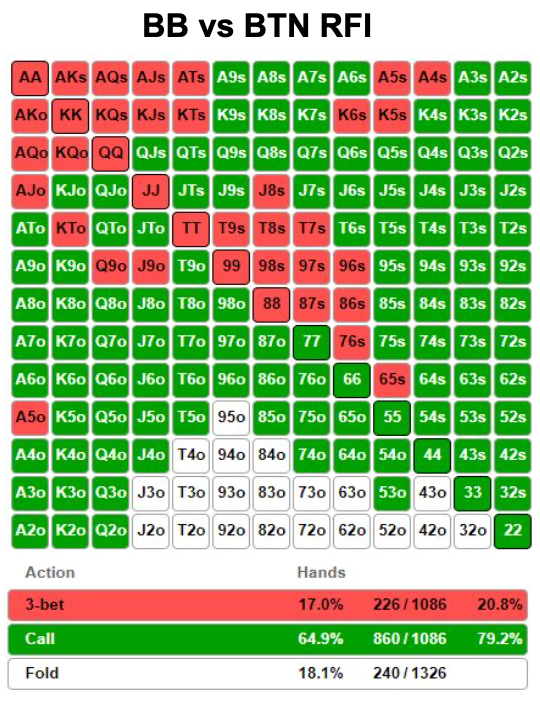 BB vs BTN RFI
AA AKs AQs AJs ATs A9s A8s A7s A6s A5s A4s A3s A2s
AKo KK KQs KJs KTs K9s K8s K7s K6s K5s K4s K3s K2s
AQo KQo QQ QJs QTs Q9s Q8s Q7s Q6s Q5s Q4s Q3s Q2s
AJo KJo QJo JJ JTs J9s J8s J7s J6s J5s J4s J3s J2s
ATo KTo QTo JTo TT T9s T8s T7s T6s T5s T4s T3s T2s
A9o K9o Q9o J9o T9o 99 98s 97s 96s 95s 94s 93s 92s
A8o K8o Q8o J8o T8o 98o 88 87s 86s 85s 84s 83s 82s
A7o K7o Q7o J7o T7o 97o 87o 77 76s 75s 74s 73s 72s
A6o K6o Q6o J6o T6o 96o 86o 76o 66 65s 64s 63s 62s
A5o K5o Q5o J5o T5o 95o 85o 75o 65o 55 54s 53s 52s
A4o K4o Q4o J4o T4o 94o 84o 74o 64o 54o 44 43s 42s
A3o K3o Q3o J3o T3o 93o 83o 73o 63o 53o 43o 33 32s
A2o K2o Q2o J2o T2o 92o 82o 72o 62o 52o 42o 32o 22
Action Hands
3-bet 17.0% 226 / 1086 20.8%
Call 64.9% 860 / 1086 79.2%
Fold 18.1% 240 / 1326